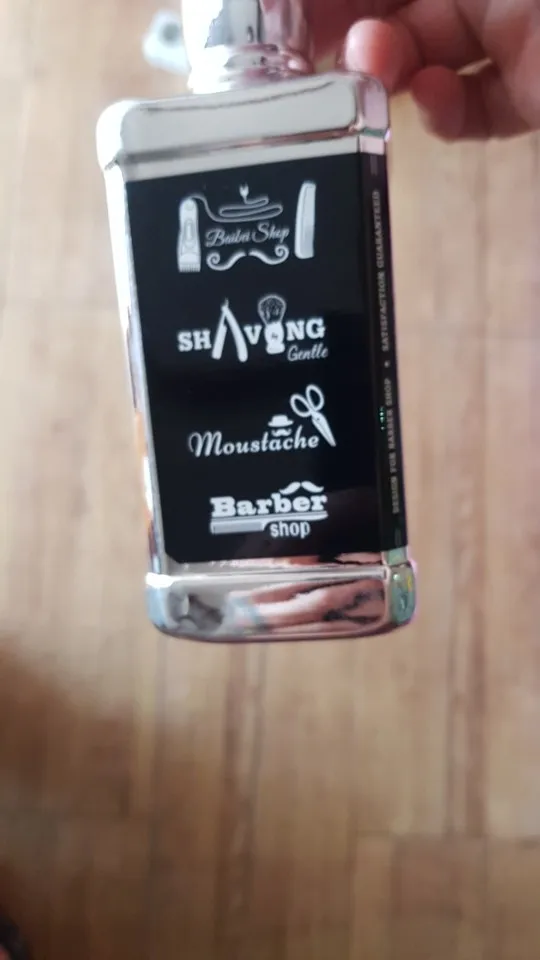 Barber Shop
SHAVING
Gentle
Moustache
Barber
shop
DESIGN FOR BARBER SHOP ★ SATISFACTION GUARANTEED